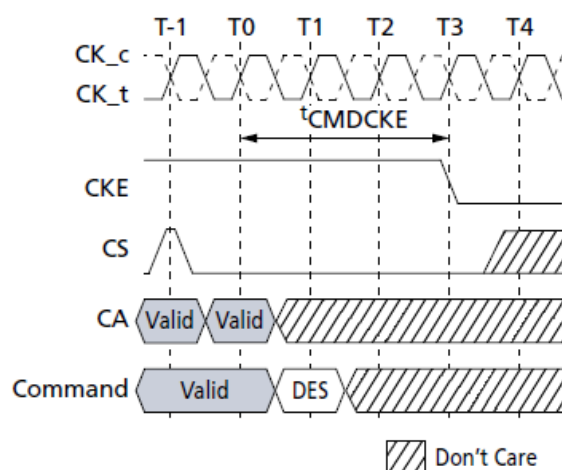 T-1 T0 T1 T2 T3 T4
CK_c
CK_t
tCMDCKE
CKE
CS
CA Valid Valid
Command Valid DES
Don't Care